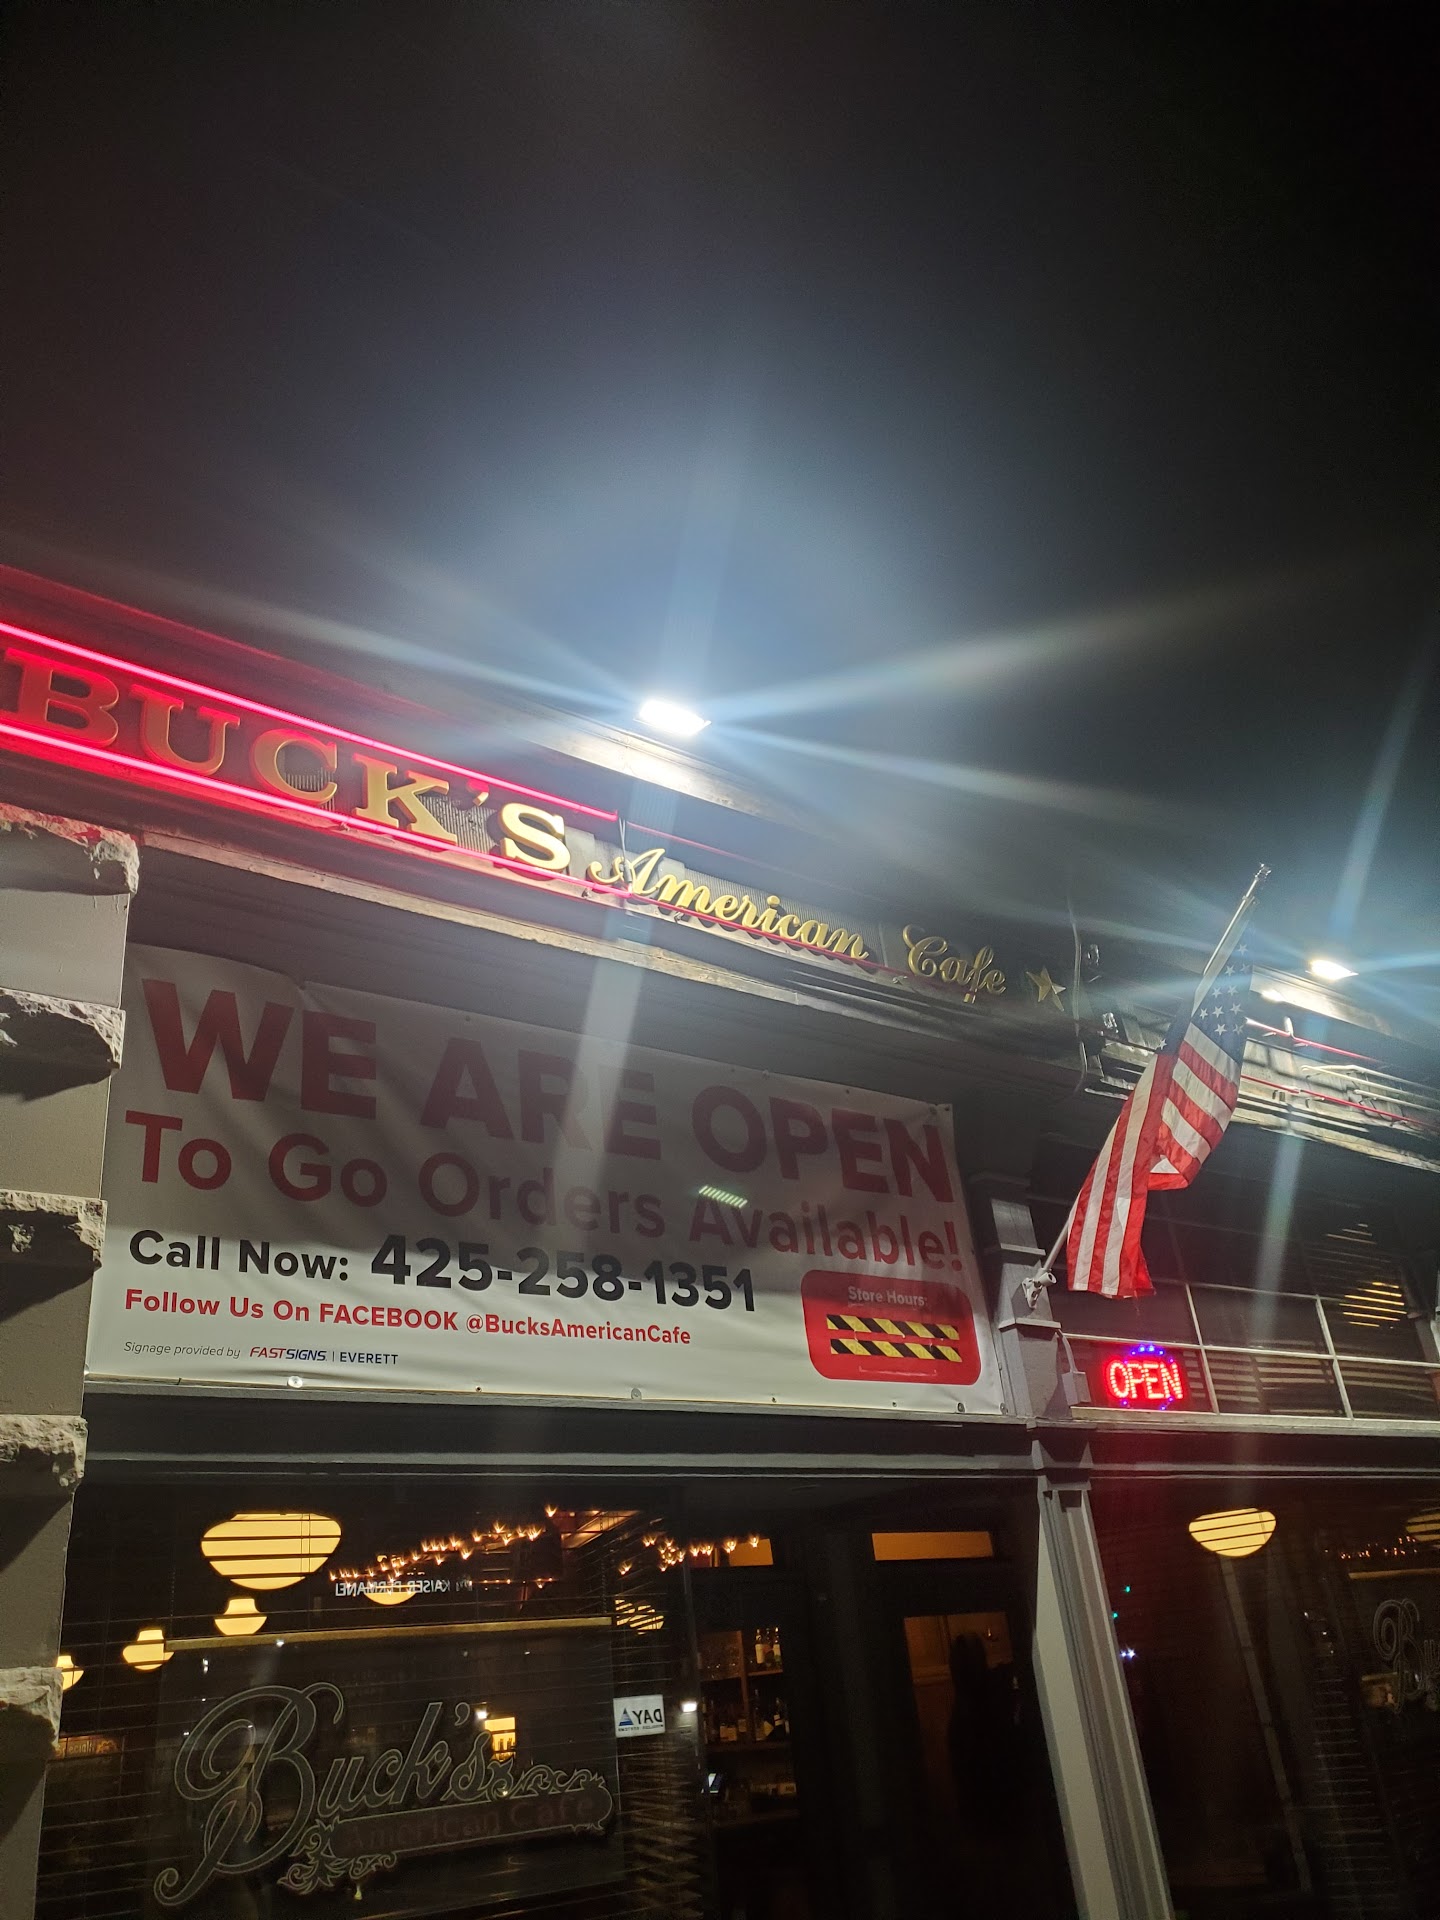 BUCK'S American Cafe
WE ARE OPEN
To Go Orders Available!
Call Now: 425-258-1351
Follow Us On FACEBOOK @BucksAmericanCafe
Signage provided by FASTSIGNS | EVERETT
Store Hours:
OPEN
Buck's
American Cafe
DAY